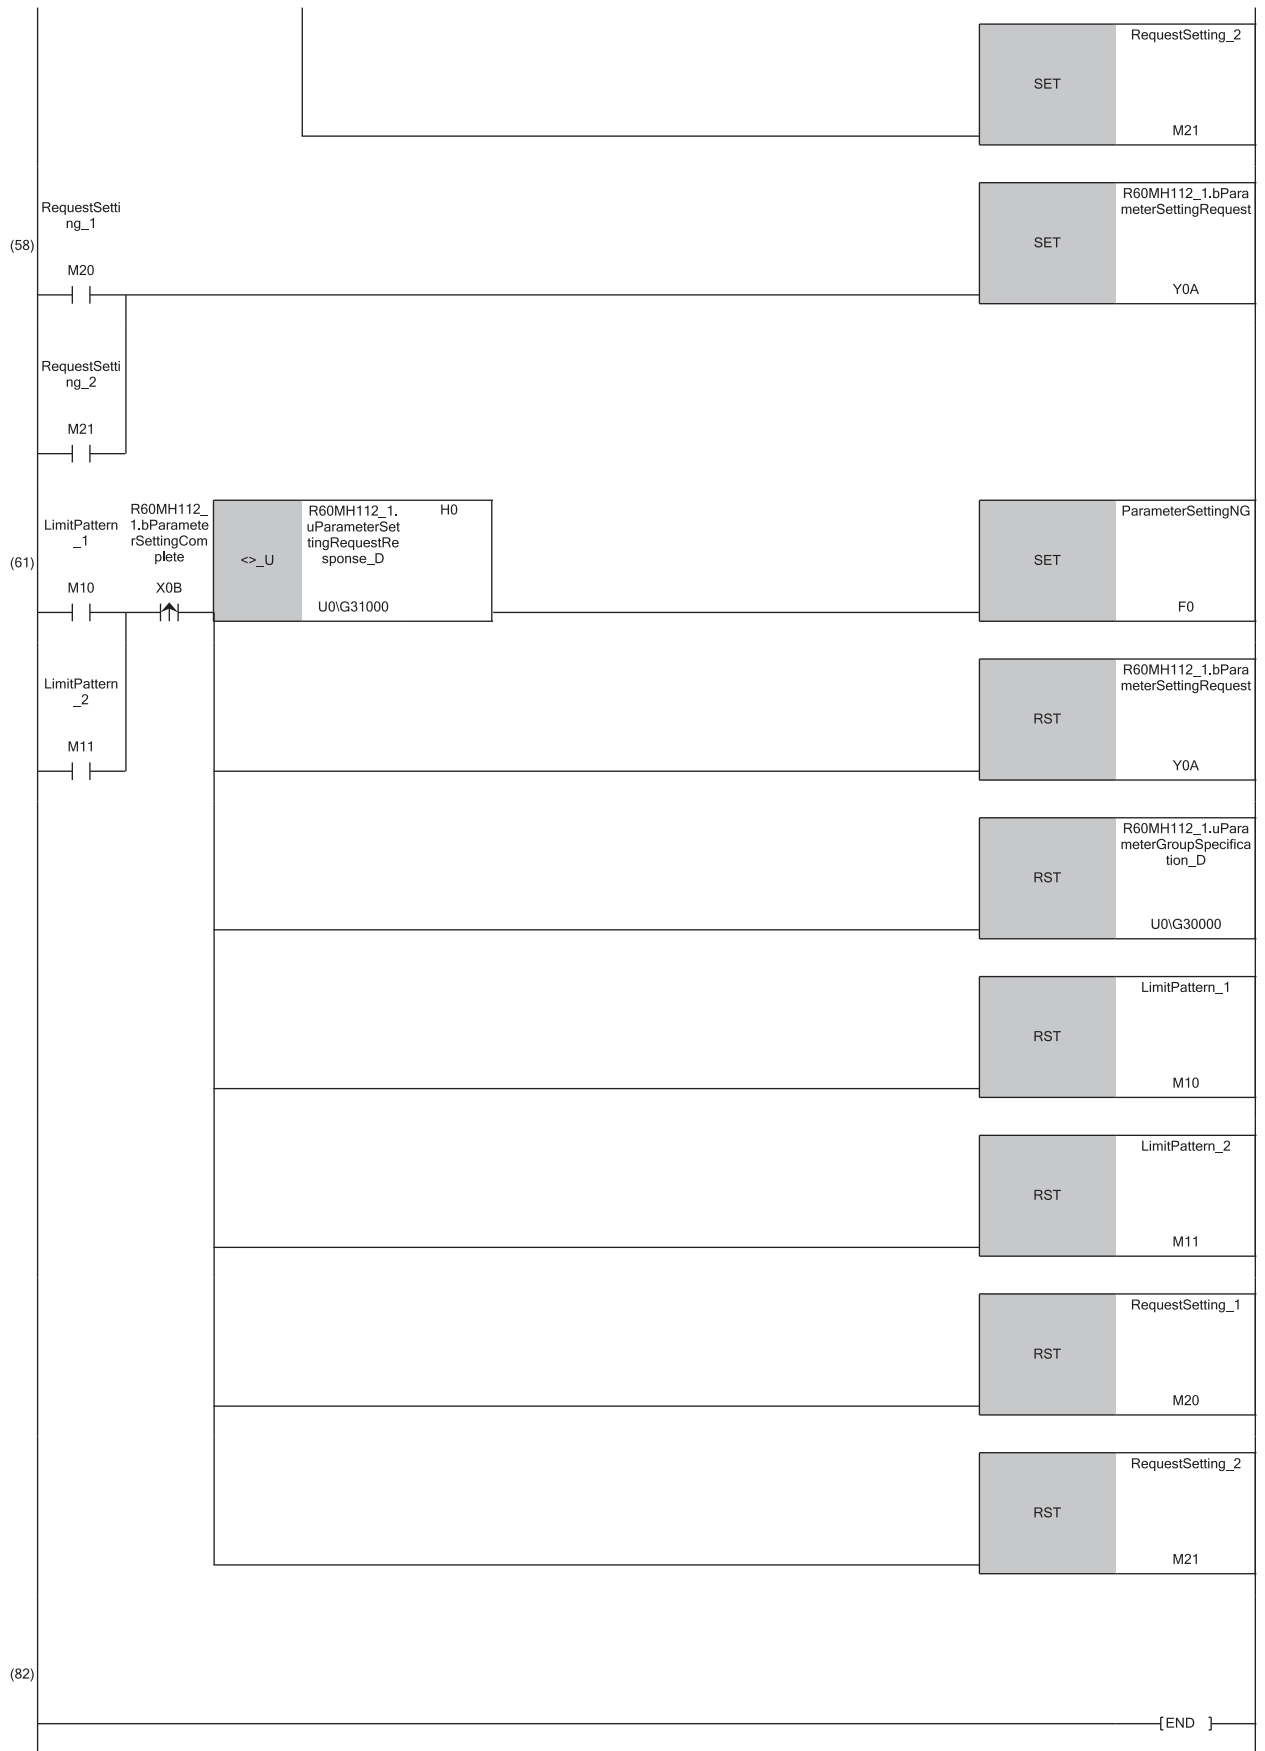 RequestSetting_2
SET
M21
R60MH112_1.bPara
meterSettingRequest
RequestSetti
ng_1
(58)
SET
M20
Y0A
RequestSetti
ng_2
M21
R60MH112_
1.bParamete
rSettingCom
plete
LimitPattern
_1
R60MH112_1.
uParameterSet
tingRequestRe
sponse_D
H0
ParameterSettingNG
(61)
<>_U
SET
M10
X0B
U0\G31000
F0
R60MH112_1.bPara
meterSettingRequest
LimitPattern
_2
RST
M11
Y0A
R60MH112_1.uPara
meterGroupSpecifica
tion_D
RST
U0\G30000
LimitPattern_1
RST
M10
LimitPattern_2
RST
M11
RequestSetting_1
RST
M20
RequestSetting_2
RST
M21
(82)
[END ]